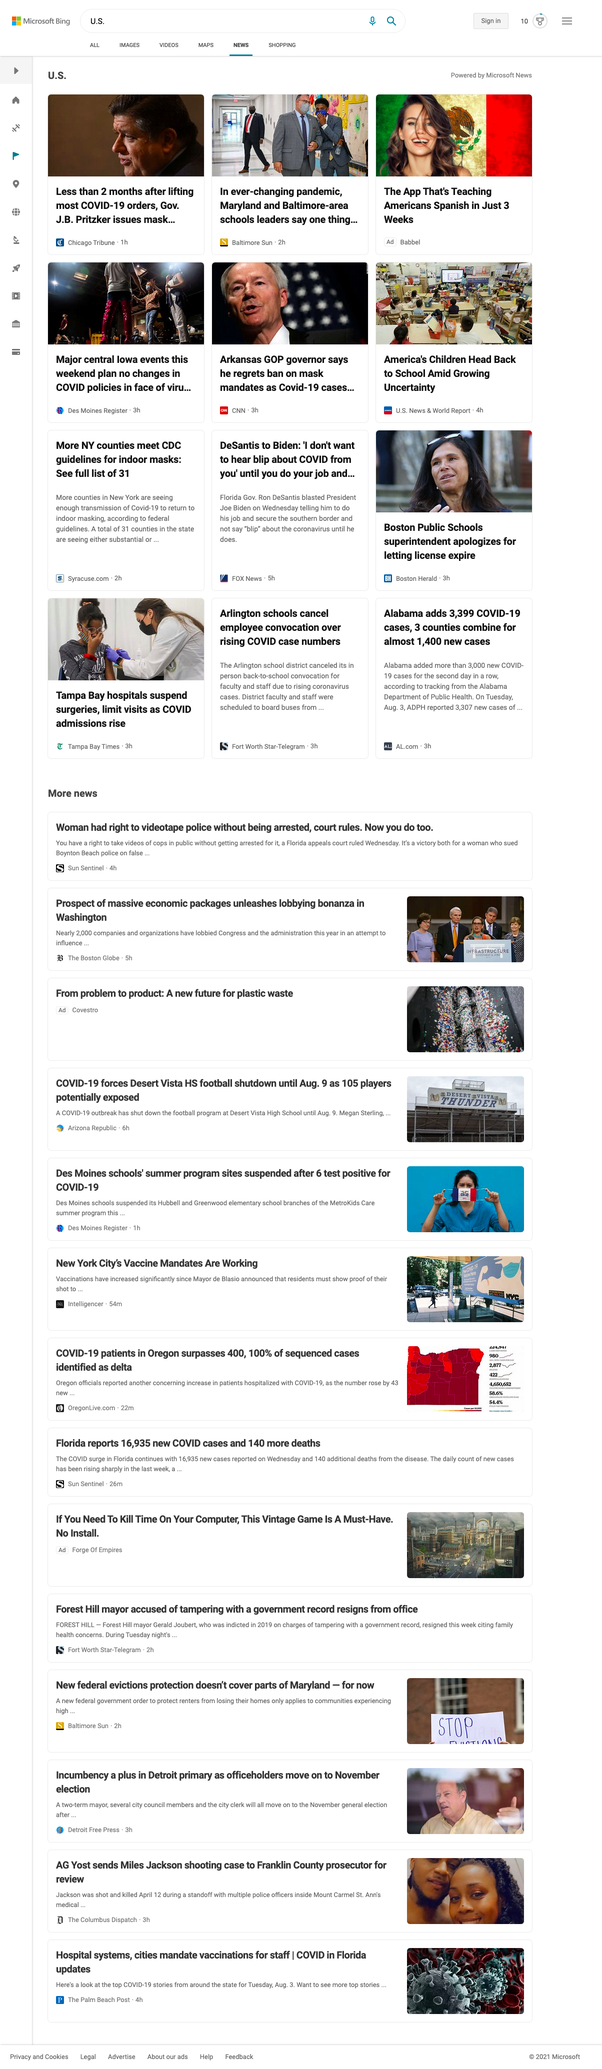 Microsoft Bing
U.S.
Sign in
10
ALL
IMAGES
VIDEOS
MAPS
NEWS
SHOPPING
U.S.
Powered by Microsoft News
Less than 2 months after lifting
most COVID-19 orders, Gov.
J.B. Pritzker issues mask...
Chicago Tribune · 1h
In ever-changing pandemic,
Maryland and Baltimore-area
schools leaders say one thing...
Baltimore Sun · 2h
The App That's Teaching
Americans Spanish in Just 3
Weeks
Ad Babbel
Major central Iowa events this
weekend plan no changes in
COVID policies in face of viru...
Des Moines Register · 3h
Arkansas GOP governor says
he regrets ban on mask
mandates as Covid-19 cases...
CNN · 3h
America's Children Head Back
to School Amid Growing
Uncertainty
U.S. News & World Report · 4h
More NY counties meet CDC
guidelines for indoor masks:
See full list of 31
More counties in New York are seeing
enough transmission of Covid-19 to return to
indoor masking, according to federal
guidelines. A total of 31 counties in the state
are seeing either substantial or ...
Syracuse.com · 2h
DeSantis to Biden: 'I don't want
to hear blip about COVID from
you' until you do your job and...
Florida Gov. Ron DeSantis blasted President
Joe Biden on Wednesday telling him to do
his job and secure the southern border and
not say "blip" about the coronavirus until he
does.
FOX News · 5h
Boston Public Schools
superintendent apologizes for
letting license expire
Boston Herald · 3h
Tampa Bay hospitals suspend
surgeries, limit visits as COVID
admissions rise
Tampa Bay Times · 3h
Arlington schools cancel
employee convocation over
rising COVID case numbers
The Arlington school district canceled its in
person back-to-school convocation for
faculty and staff due to rising coronavirus
cases. District faculty and staff were
scheduled to board buses from ...
Fort Worth Star-Telegram · 3h
Alabama adds 3,399 COVID-19
cases, 3 counties combine for
almost 1,400 new cases
Alabama added more than 3,000 new COVID-
19 cases for the second day in a row,
according to tracking from the Alabama
Department of Public Health. On Tuesday,
Aug. 3, ADPH reported 3,307 new cases of ...
AL.com · 3h
More news
Woman had right to videotape police without being arrested, court rules. Now you do too.
You have a right to take videos of cops in public without getting arrested for it, a Florida appeals court ruled Wednesday. It's a victory both for a woman who sued
Boynton Beach police on false ...
Sun Sentinel · 4h
Prospect of massive economic packages unleashes lobbying bonanza in
Washington
Nearly 2,000 companies and organizations have lobbied Congress and the administration this year in an attempt to
influence ...
The Boston Globe · 5h
INFRASTRUCTURE
From problem to product: A new future for plastic waste
Ad Covestro
COVID-19 forces Desert Vista HS football shutdown until Aug. 9 as 105 players
potentially exposed
A COVID-19 outbreak has shut down the football program at Desert Vista High School until Aug. 9. Megan Sterling, ...
Arizona Republic · 6h
DESERT VISTA
THUNDER
Des Moines schools' summer program sites suspended after 6 test positive for
COVID-19
Des Moines schools suspended its Hubbell and Greenwood elementary school branches of the MetroKids Care
summer program this ...
Des Moines Register · 1h
New York City's Vaccine Mandates Are Working
Vaccinations have increased significantly since Mayor de Blasio announced that residents must show proof of their
shot to ...
Intelligencer · 54m
NYC
COVID-19 patients in Oregon surpasses 400, 100% of sequenced cases
identified as delta
Oregon officials reported another concerning increase in patients hospitalized with COVID-19, as the number rose by 43
new ...
OregonLive.com · 22m
980
2,877
422
4,650,652
58.6%
54.4%
Florida reports 16,935 new COVID cases and 140 more deaths
The COVID surge in Florida continues with 16,935 new cases reported on Wednesday and 140 additional deaths from the disease. The daily count of new cases
has been rising sharply in the last week, a ...
Sun Sentinel · 26m
If You Need To Kill Time On Your Computer, This Vintage Game Is A Must-Have.
No Install.
Ad Forge Of Empires
Forest Hill mayor accused of tampering with a government record resigns from office
FOREST HILL — Forest Hill mayor Gerald Joubert, who was indicted in 2019 on charges of tampering with a government record, resigned this week citing family
health concerns. During Tuesday night's ...
Fort Worth Star-Telegram · 2h
New federal evictions protection doesn't cover parts of Maryland — for now
A new federal government order to protect renters from losing their homes only applies to communities experiencing
high ...
Baltimore Sun · 2h
STOP
EVICTIONS
Incumbency a plus in Detroit primary as officeholders move on to November
election
A two-term mayor, several city council members and the city clerk will all move on to the November general election
after ...
Detroit Free Press · 3h
AG Yost sends Miles Jackson shooting case to Franklin County prosecutor for
review
Jackson was shot and killed April 12 during a standoff with multiple police officers inside Mount Carmel St. Ann's
medical ...
The Columbus Dispatch · 3h
Hospital systems, cities mandate vaccinations for staff | COVID in Florida
updates
Here's a look at the top COVID-19 stories from around the state for Tuesday, Aug. 3. Want to see more top stories ...
The Palm Beach Post · 4h
Privacy and Cookies
Legal
Advertise
About our ads
Help
Feedback
© 2021 Microsoft